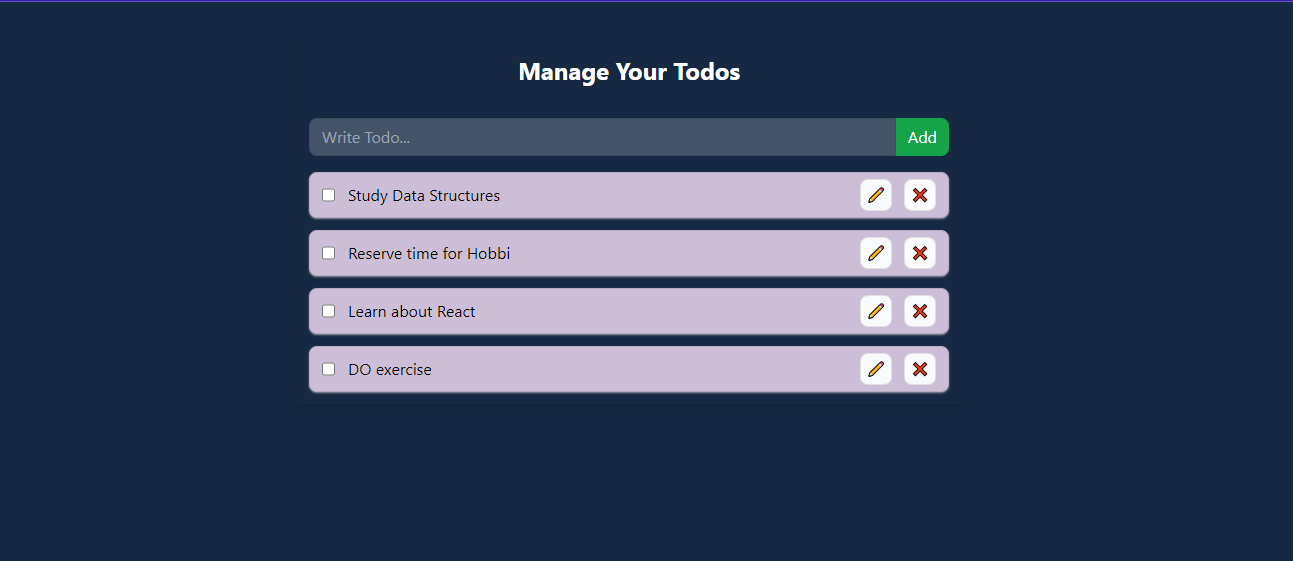 Manage Your Todos
Write Todo...
Add
Study Data Structures
Reserve time for Hobbi
Learn about React
DO exercise